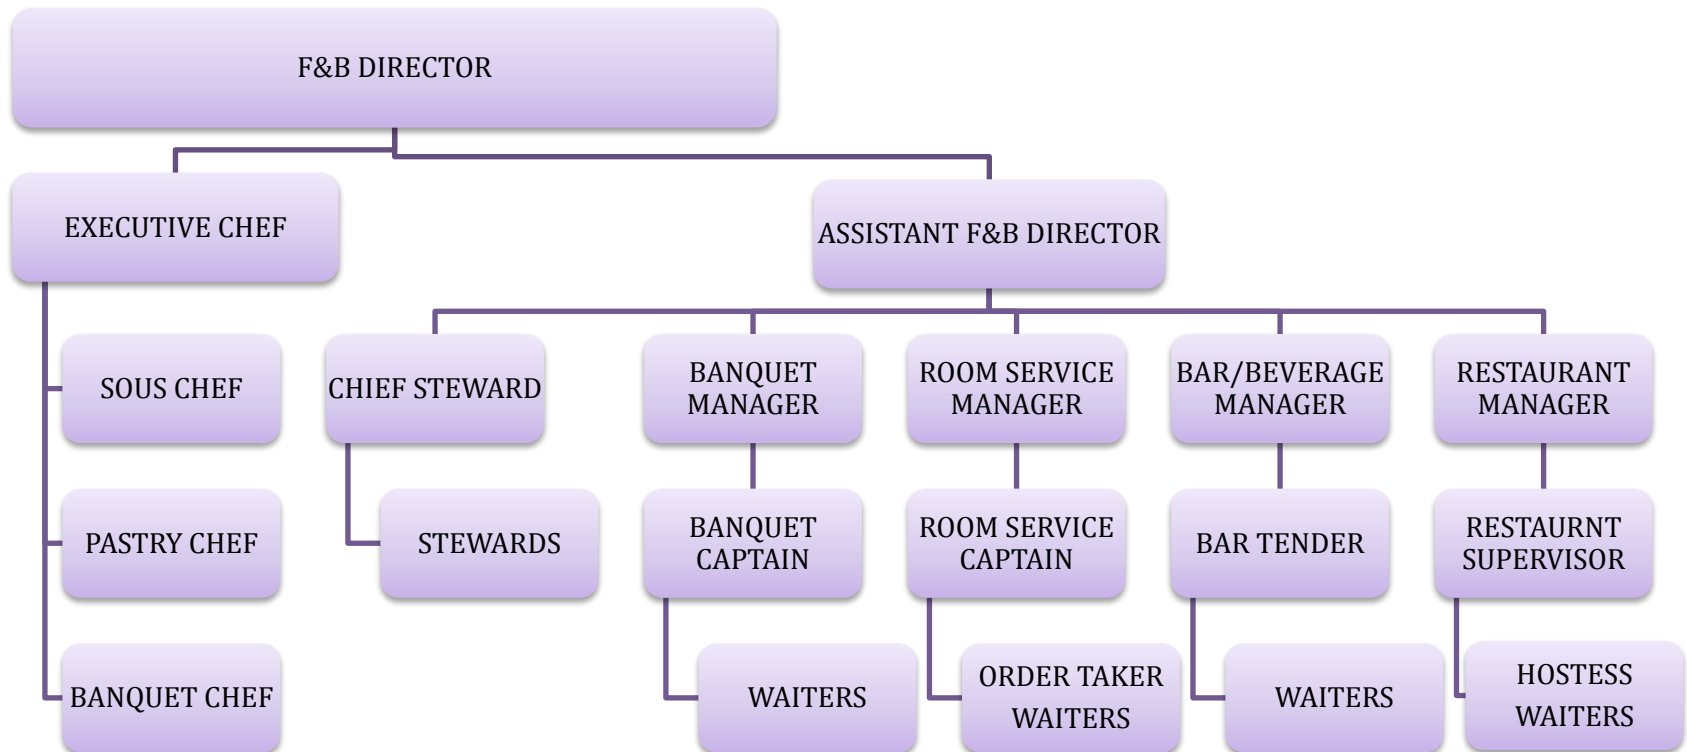 F&B DIRECTOR
EXECUTIVE CHEF
ASSISTANT F&B DIRECTOR
SOUS CHEF
CHIEF STEWARD
BANQUET
MANAGER
ROOM SERVICE
MANAGER
BAR/BEVERAGE
MANAGER
RESTAURANT
MANAGER
PASTRY CHEF
STEWARDS
BANQUET
CAPTAIN
ROOM SERVICE
CAPTAIN
BAR TENDER
RESTAURNT
SUPERVISOR
BANQUET CHEF
WAITERS
ORDER TAKER
WAITERS
WAITERS
HOSTESS
WAITERS